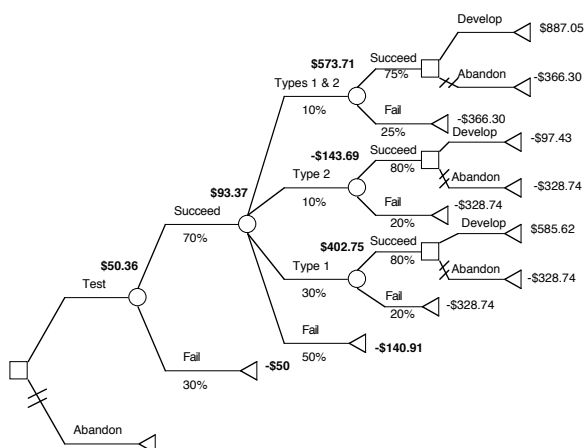 Develop
$887.05
Succeed
$573.71
75%
Types 1 & 2
Abandon
-$366.30
10%
Fail
25%
-$366.30
Develop
-$97.43
Succeed
-$143.69
80%
Type 2
Abandon
-$328.74
10%
Fail
20%
-$328.74
$93.37
Succeed
70%
Develop
$585.62
Succeed
$402.75
80%
Type 1
Abandon
-$328.74
30%
Fail
20%
-$328.74
$50.36
Test
Fail
50%
-$140.91
Fail
30%
-$50
Abandon